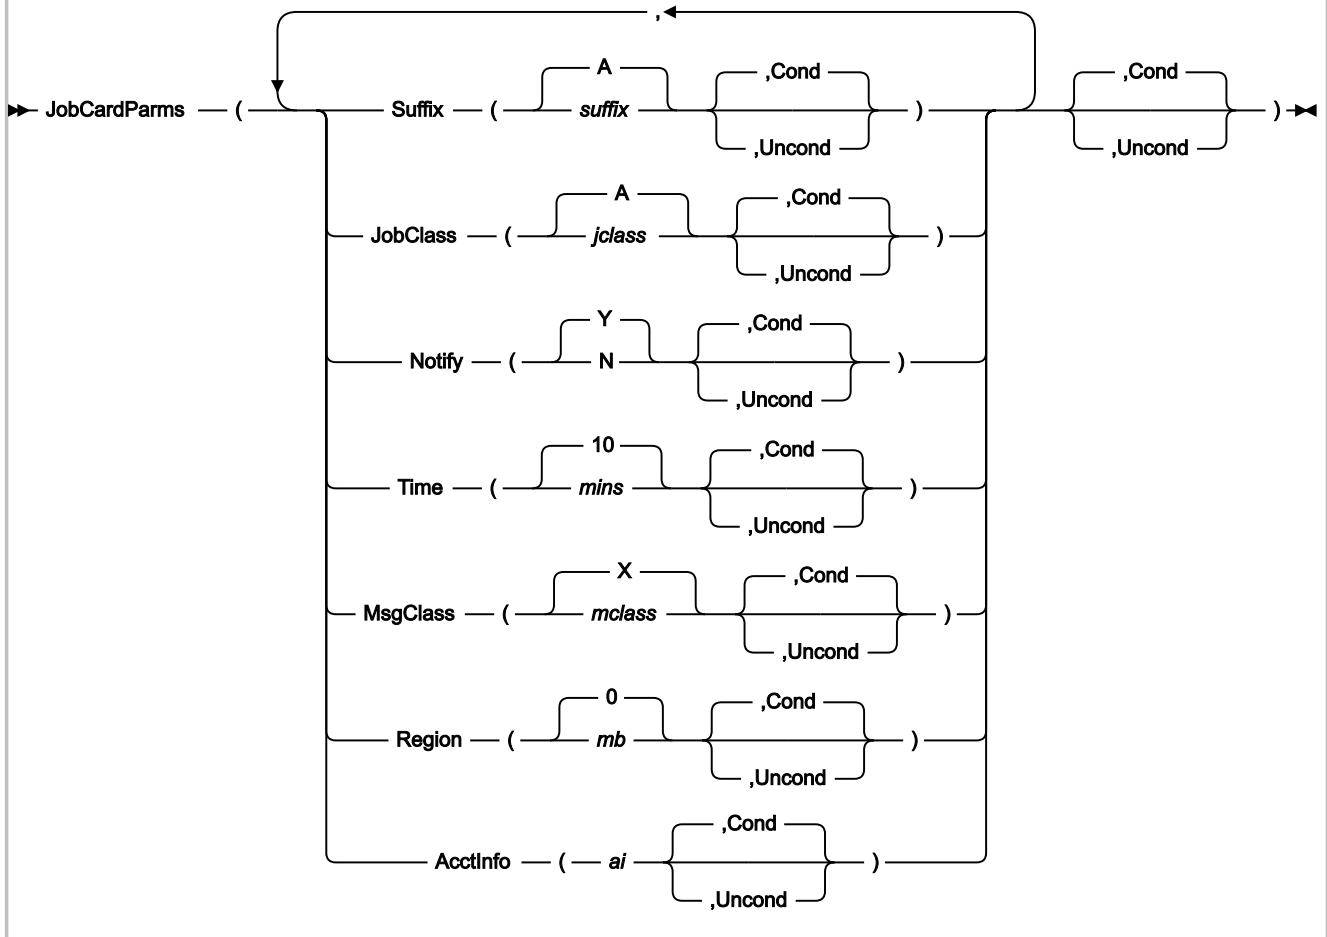 ,
A ,Cond ,Cond
JobCardParms ( Suffix ( suffix ) )
,Uncond ,Uncond
A ,Cond
JobClass ( jclass )
,Uncond
Y ,Cond
Notify ( N )
,Uncond
10 ,Cond
Time ( mins )
,Uncond
X ,Cond
MsgClass ( mclass )
,Uncond
0 ,Cond
Region ( mb )
,Uncond
,Cond
AcctInfo ( ai )
,Uncond